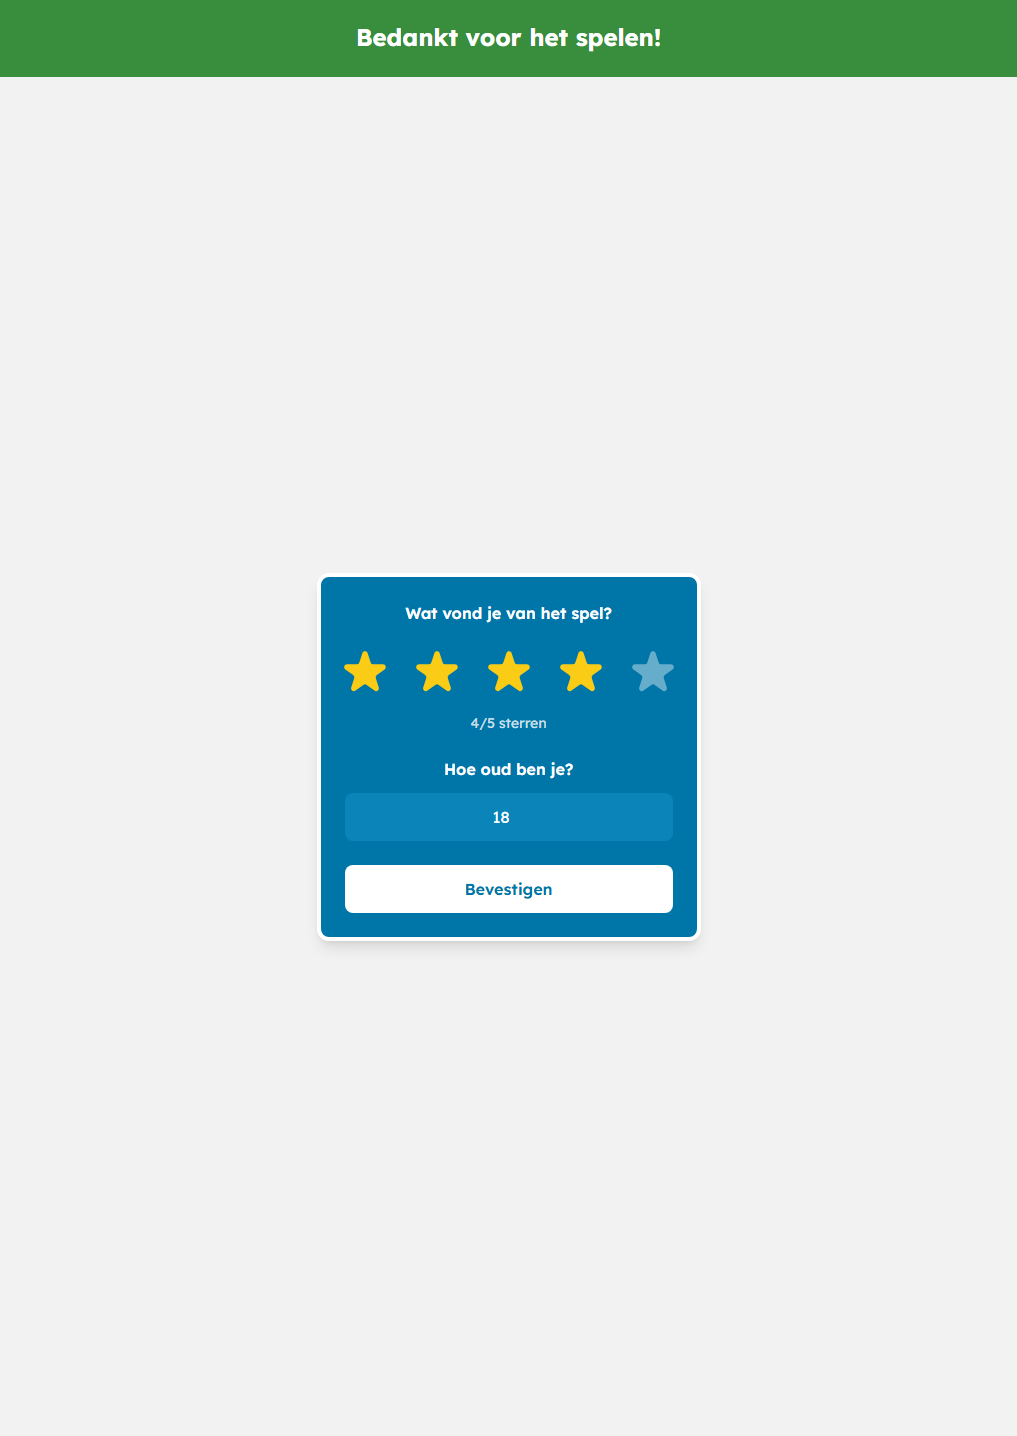 Bedankt voor het spelen!
Wat vond je van het spel?
4/5 sterren
Hoe oud ben je?
18
Bevestigen